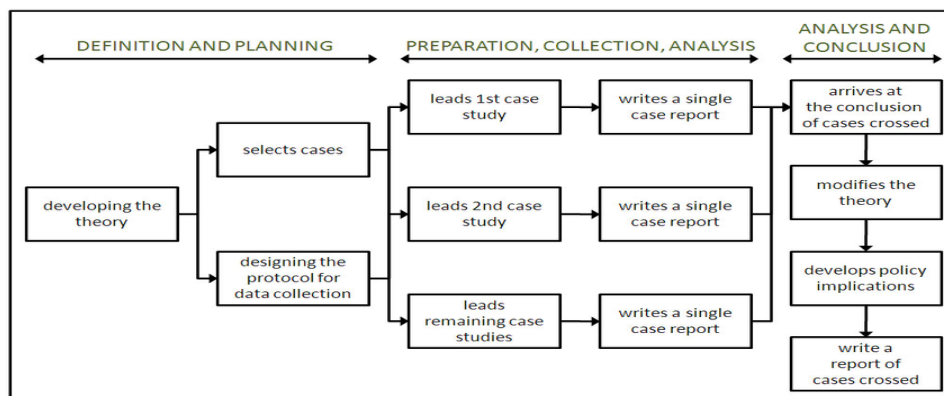 DEFINITION AND PLANNING
PREPARATION, COLLECTION, ANALYSIS
ANALYSIS AND
CONCLUSION
developing the
theory
selects cases
designing the
protocol for
data collection
leads 1st case
study
writes a single
case report
leads 2nd case
study
writes a single
case report
leads
remaining case
studies
writes a single
case report
arrives at
the conclusion
of cases crossed
modifies the
theory
develops policy
implications
write a
report of
cases crossed